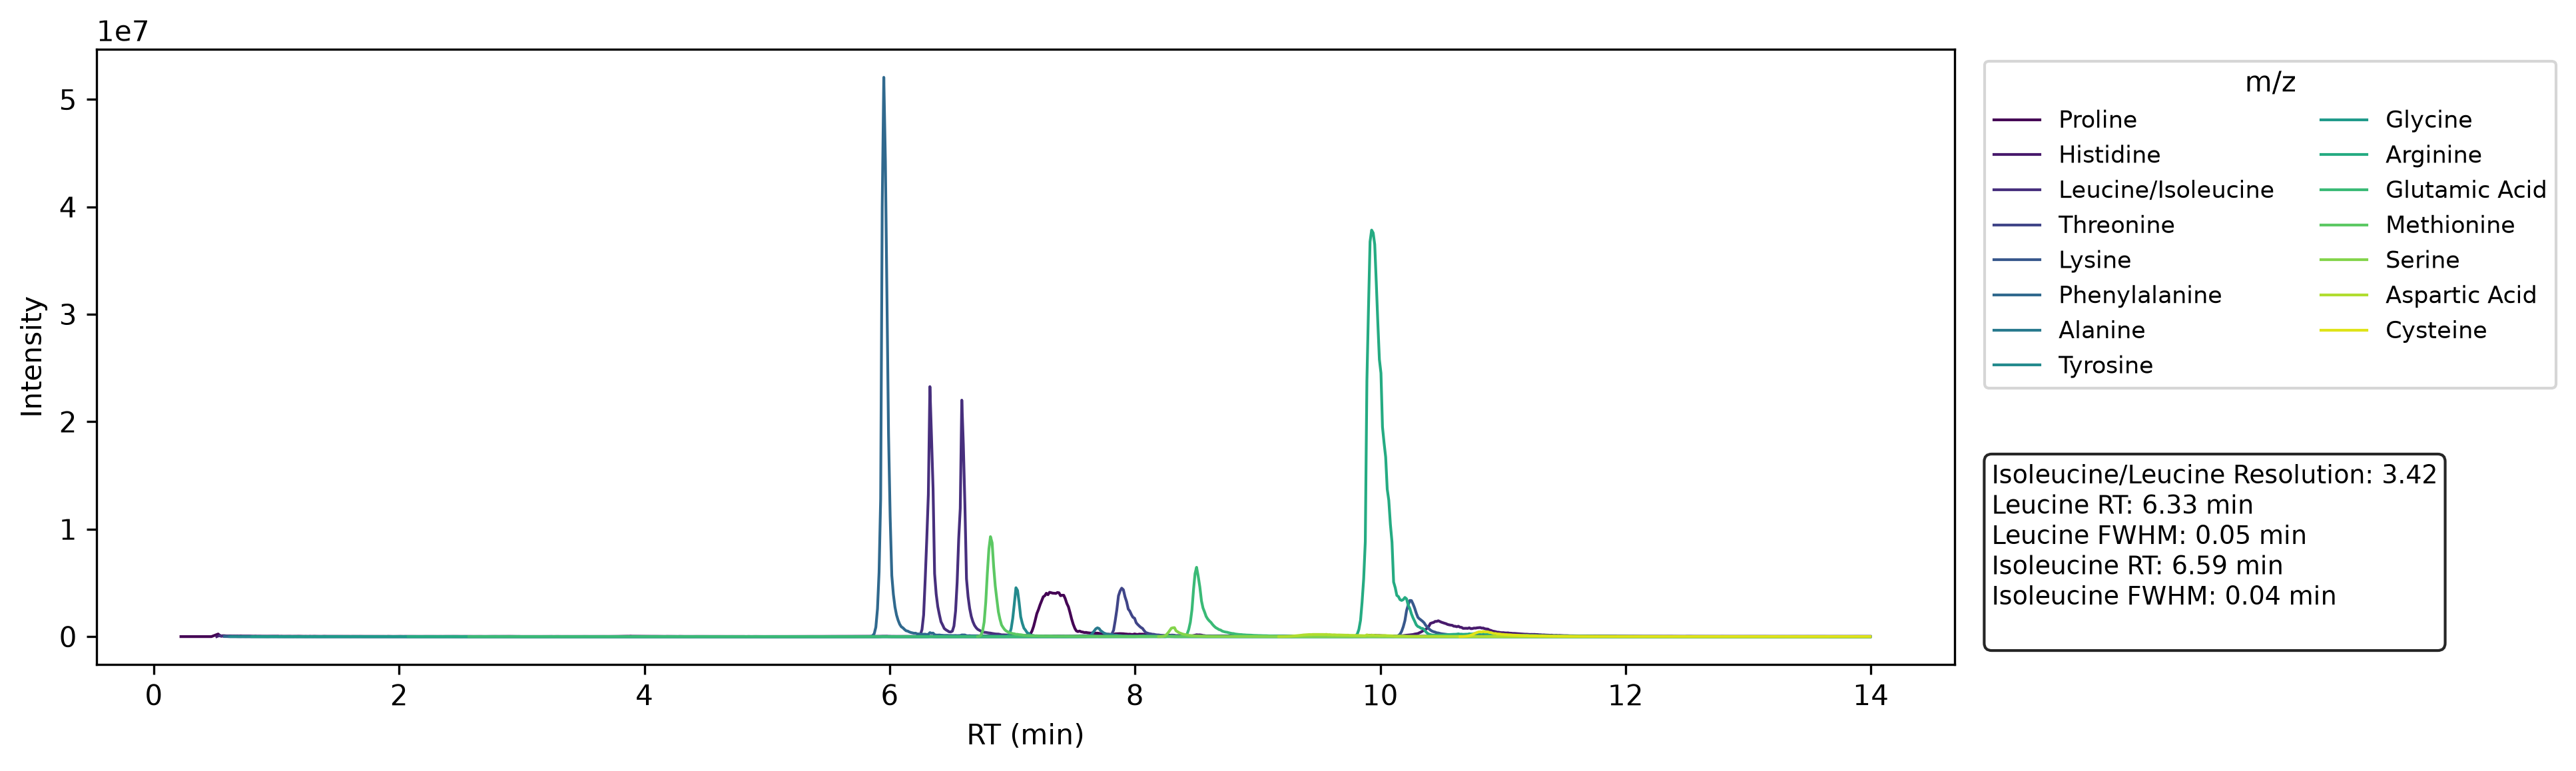 1e7
5
4
3
2
1
0
Intensity
0 2 4 6 8 10 12 14
RT (min)
m/z
Proline
Histidine
Leucine/Isoleucine
Threonine
Lysine
Phenylalanine
Alanine
Tyrosine
Glycine
Arginine
Glutamic Acid
Methionine
Serine
Aspartic Acid
Cysteine
Isoleucine/Leucine Resolution: 3.42
Leucine RT: 6.33 min
Leucine FWHM: 0.05 min
Isoleucine RT: 6.59 min
Isoleucine FWHM: 0.04 min